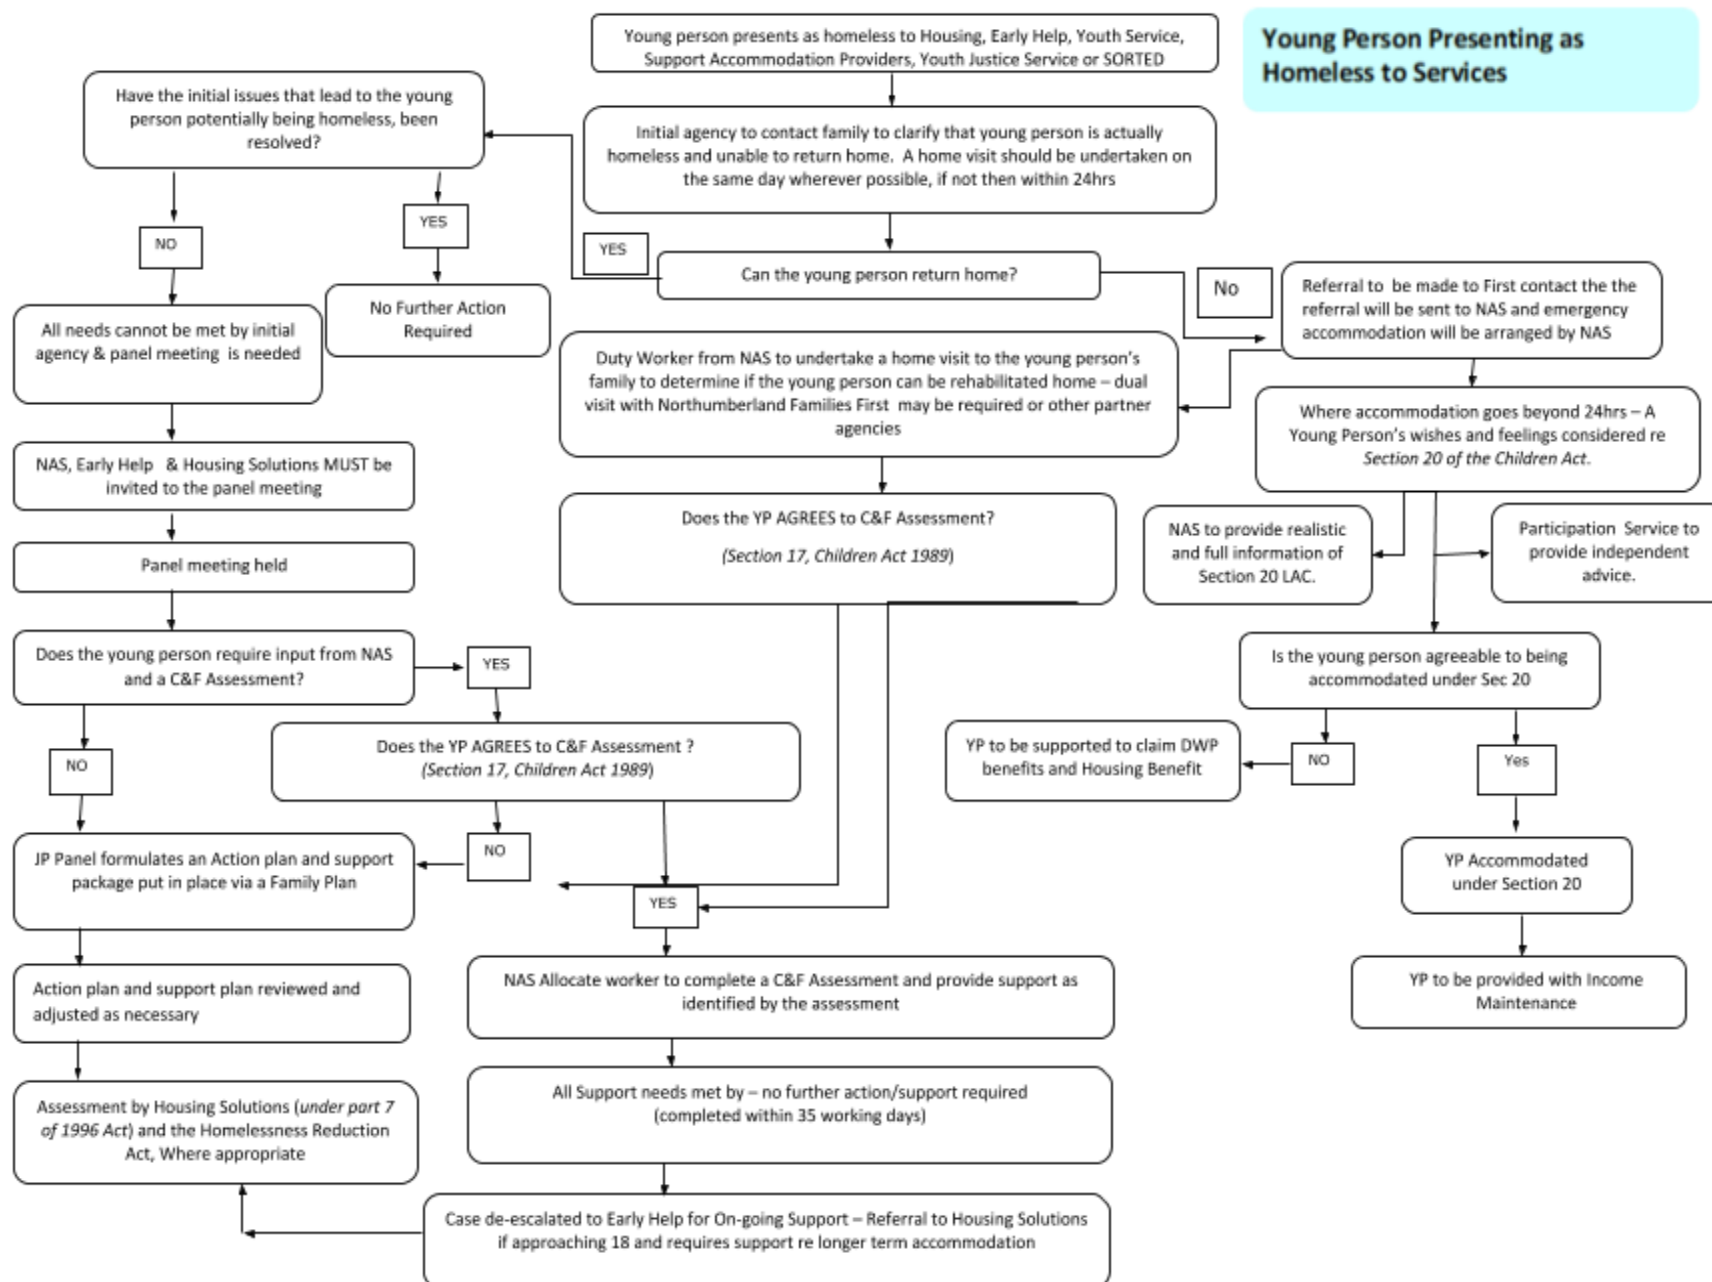 Young Person Presenting as
Homeless to Services
Young person presents as homeless to Housing, Early Help, Youth Service,
Support Accommodation Providers, Youth Justice Service or SORTED
Initial agency to contact family to clarify that young person is actually
homeless and unable to return home. A home visit should be undertaken on
the same day wherever possible, if not then within 24hrs
Can the young person return home?
YES
No
Have the initial issues that lead to the young
person potentially being homeless, been
resolved?
NO
YES
No Further Action
Required
All needs cannot be met by initial
agency & panel meeting is needed
NAS, Early Help & Housing Solutions MUST be
invited to the panel meeting
Panel meeting held
Does the young person require input from NAS
and a C&F Assessment?
YES
NO
Does the YP AGREES to C&F Assessment ?
(Section 17, Children Act 1989)
NO
YES
JP Panel formulates an Action plan and support
package put in place via a Family Plan
Action plan and support plan reviewed and
adjusted as necessary
Assessment by Housing Solutions (under part 7
of 1996 Act) and the Homelessness Reduction
Act, Where appropriate
Referral to be made to First contact the the
referral will be sent to NAS and emergency
accommodation will be arranged by NAS
Duty Worker from NAS to undertake a home visit to the young person's
family to determine if the young person can be rehabilitated home – dual
visit with Northumberland Families First may be required or other partner
agencies
Does the YP AGREES to C&F Assessment?
(Section 17, Children Act 1989)
NAS Allocate worker to complete a C&F Assessment and provide support as
identified by the assessment
All Support needs met by – no further action/support required
(completed within 35 working days)
Case de-escalated to Early Help for On-going Support – Referral to Housing Solutions
if approaching 18 and requires support re longer term accommodation
Where accommodation goes beyond 24hrs – A
Young Person's wishes and feelings considered re
Section 20 of the Children Act.
NAS to provide realistic
and full information of
Section 20 LAC.
Participation Service to
provide independent
advice.
Is the young person agreeable to being
accommodated under Sec 20
NO
Yes
YP to be supported to claim DWP
benefits and Housing Benefit
YP Accommodated
under Section 20
YP to be provided with Income
Maintenance